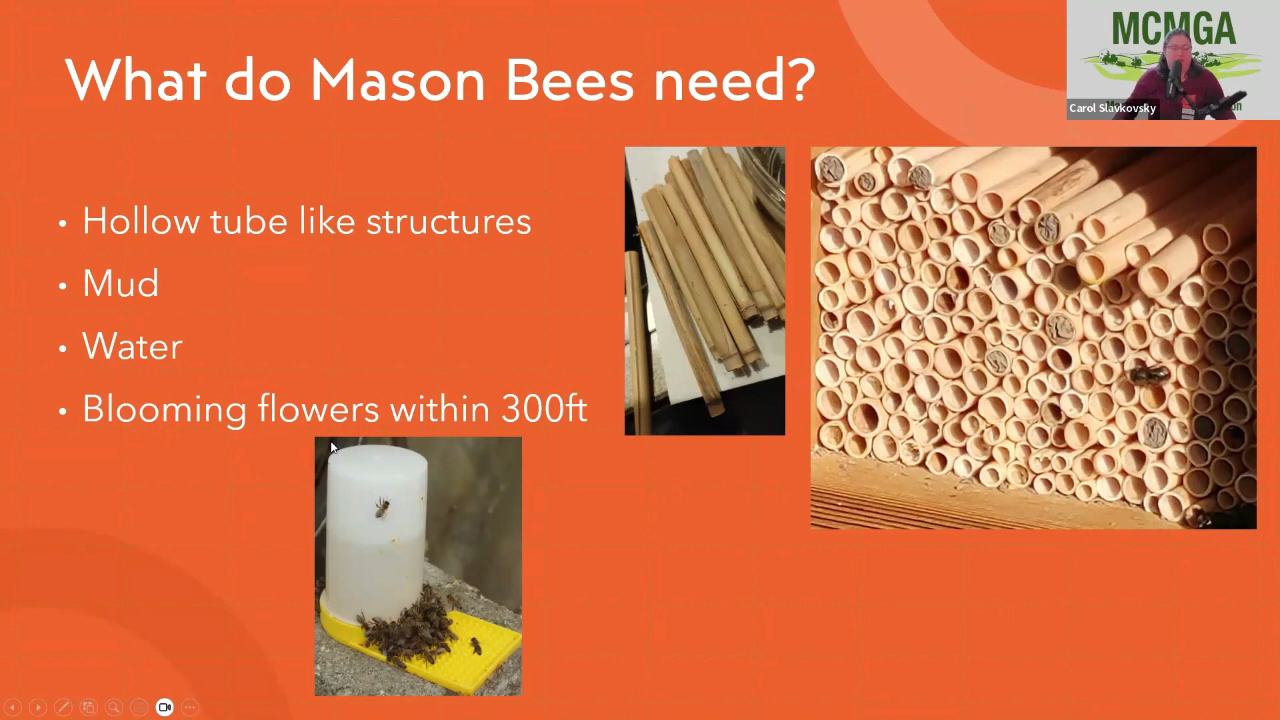 What do Mason Bees need?
• Hollow tube like structures
• Mud
• Water
• Blooming flowers within 300ft
MCMGA
Carol Slavkovsky